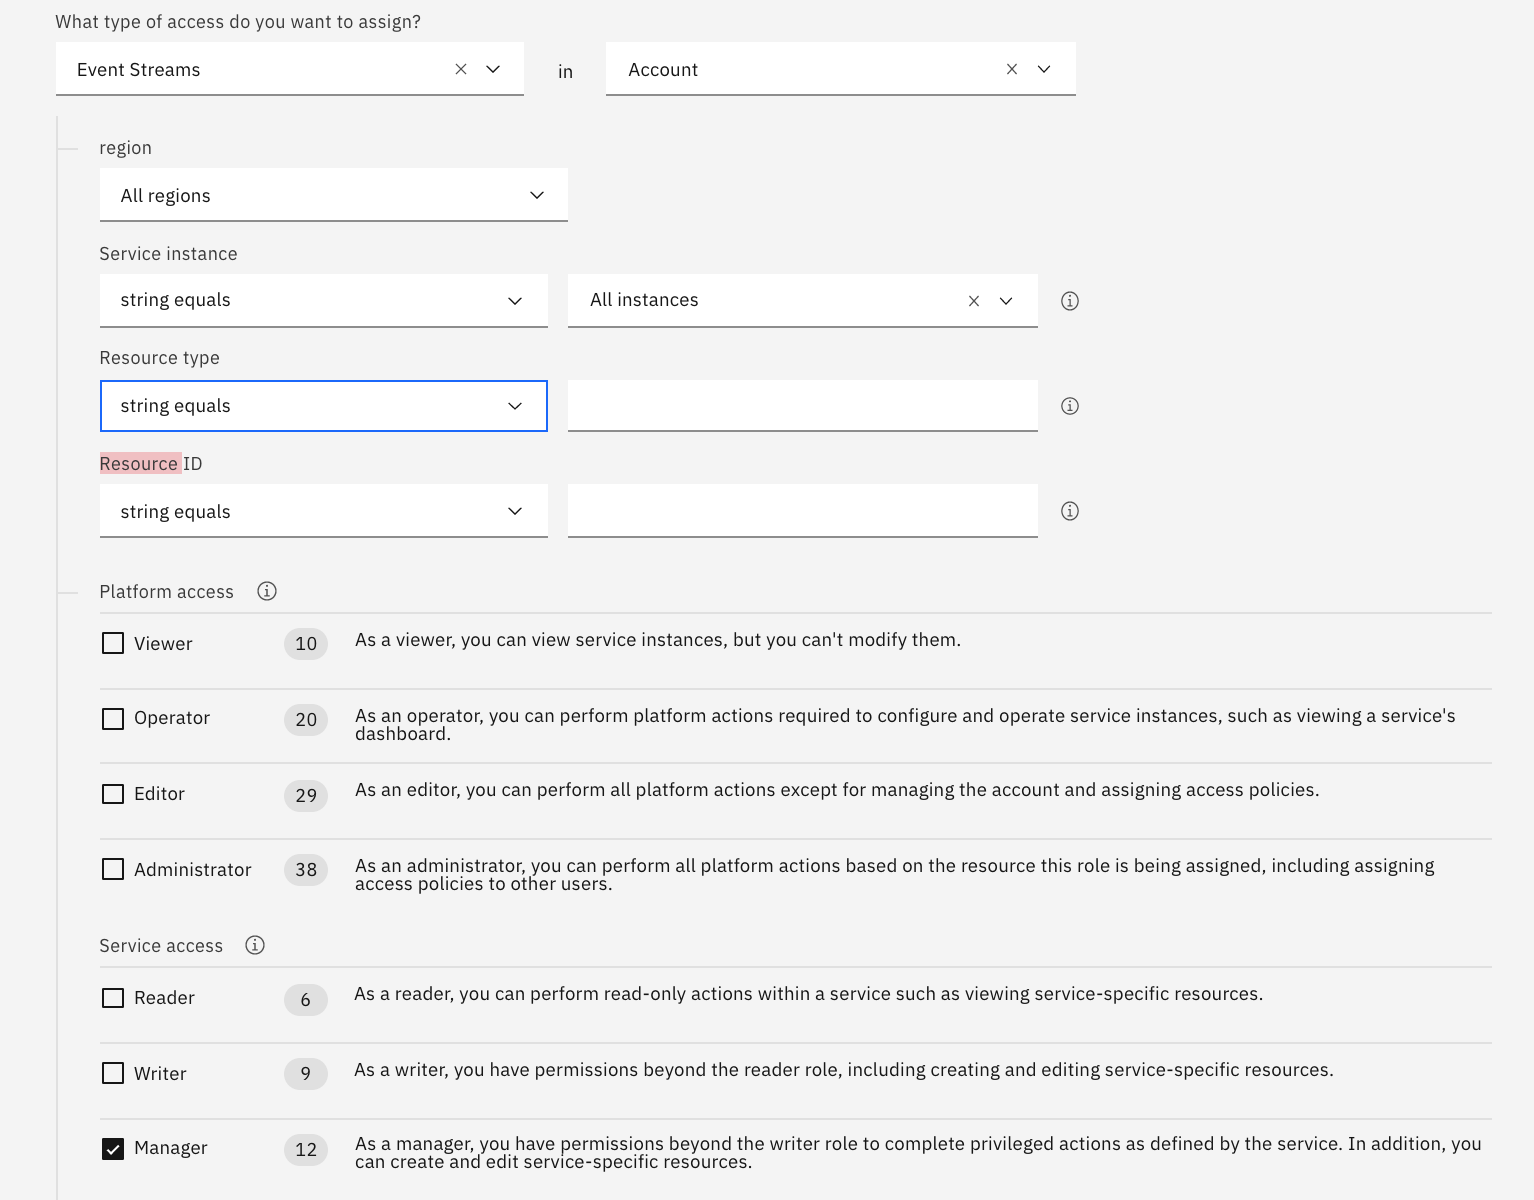 What type of access do you want to assign?
Event Streams in Account
region
All regions
Service instance
string equals All instances
Resource type
string equals
Resource ID
string equals
Platform access
Viewer 10 As a viewer, you can view service instances, but you can't modify them.
Operator 20 As an operator, you can perform platform actions required to configure and operate service instances, such as viewing a service's
dashboard.
Editor 29 As an editor, you can perform all platform actions except for managing the account and assigning access policies.
Administrator 38 As an administrator, you can perform all platform actions based on the resource this role is being assigned, including assigning
access policies to other users.
Service access
Reader 6 As a reader, you can perform read-only actions within a service such as viewing service-specific resources.
Writer 9 As a writer, you have permissions beyond the reader role, including creating and editing service-specific resources.
Manager 12 As a manager, you have permissions beyond the writer role to complete privileged actions as defined by the service. In addition, you
can create and edit service-specific resources.